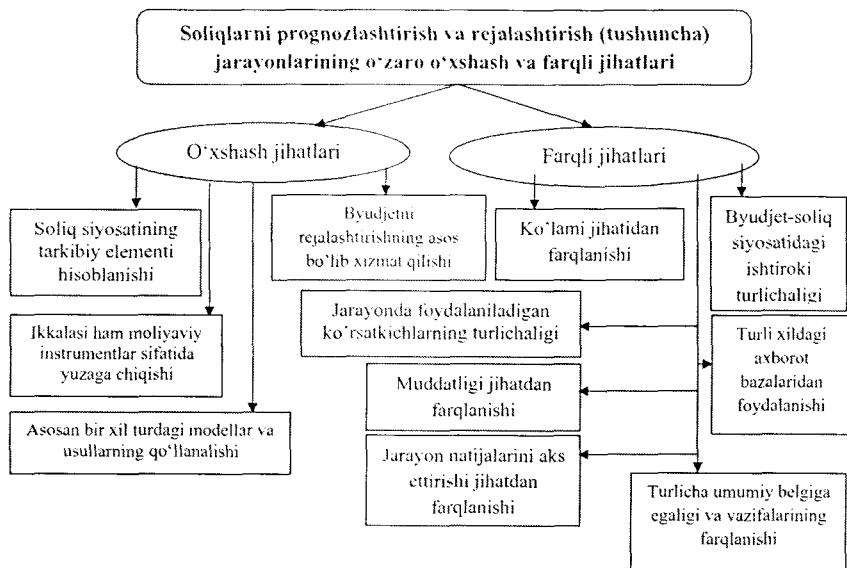 Soliqlarni prognozlashtirish va rejalashtirish (tushuncha)
jarayonlarining o‘zaro o‘xshash va farqli jihatlari
O‘xshash jihatlari
Farqli jihatlari
Soliq siyosatining
tarkibiy elementi
hisoblanishi
Byudjetni
rejalashtirishning asos
bo‘lib xizmat qilishi
Ko‘lami jihatidan
farqlanishi
Byudjet-soliq
siyosatidagi
ishtiroki
turlichaligi
Ikkalasi ham moliyaviy
instrumentlar sifatida
yuzaga chiqishi
Jarayonda foydalaniladigan
ko‘rsatkichlarning turlichaligi
Turli xildagi
axborot
bazalaridan
foydalanishi
Muddatligi jihatdan
farqlanishi
Asosan bir xil turdagi modellar va
usullarning qo‘llanalishi
Jarayon natijalarini aks
ettirishi jihatdan
farqlanishi
Turlicha umumiy belgiga
egaligi va vazifalarining
farqlanishi